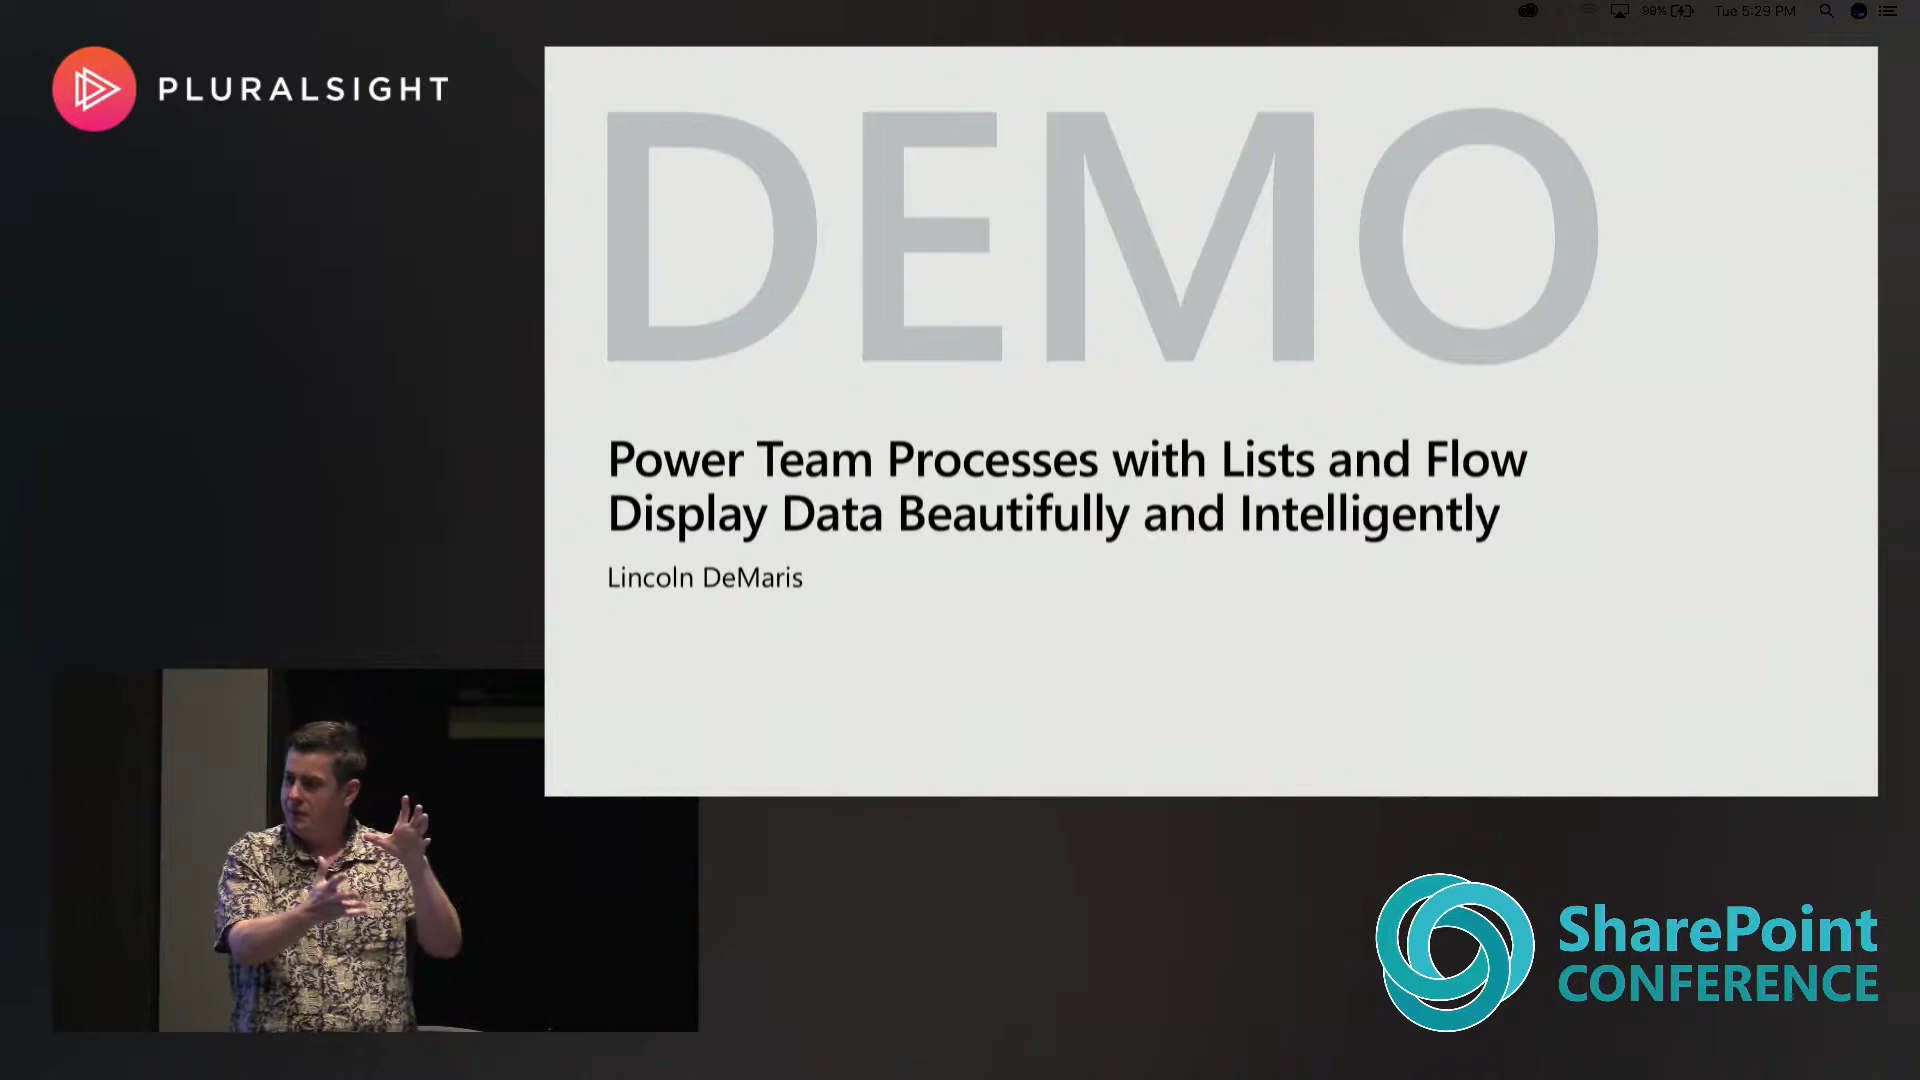 99% Tue 5:29 PM
PLURALSIGHT
DEMO
Power Team Processes with Lists and Flow
Display Data Beautifully and Intelligently
Lincoln DeMaris
SharePoint
CONFERENCE